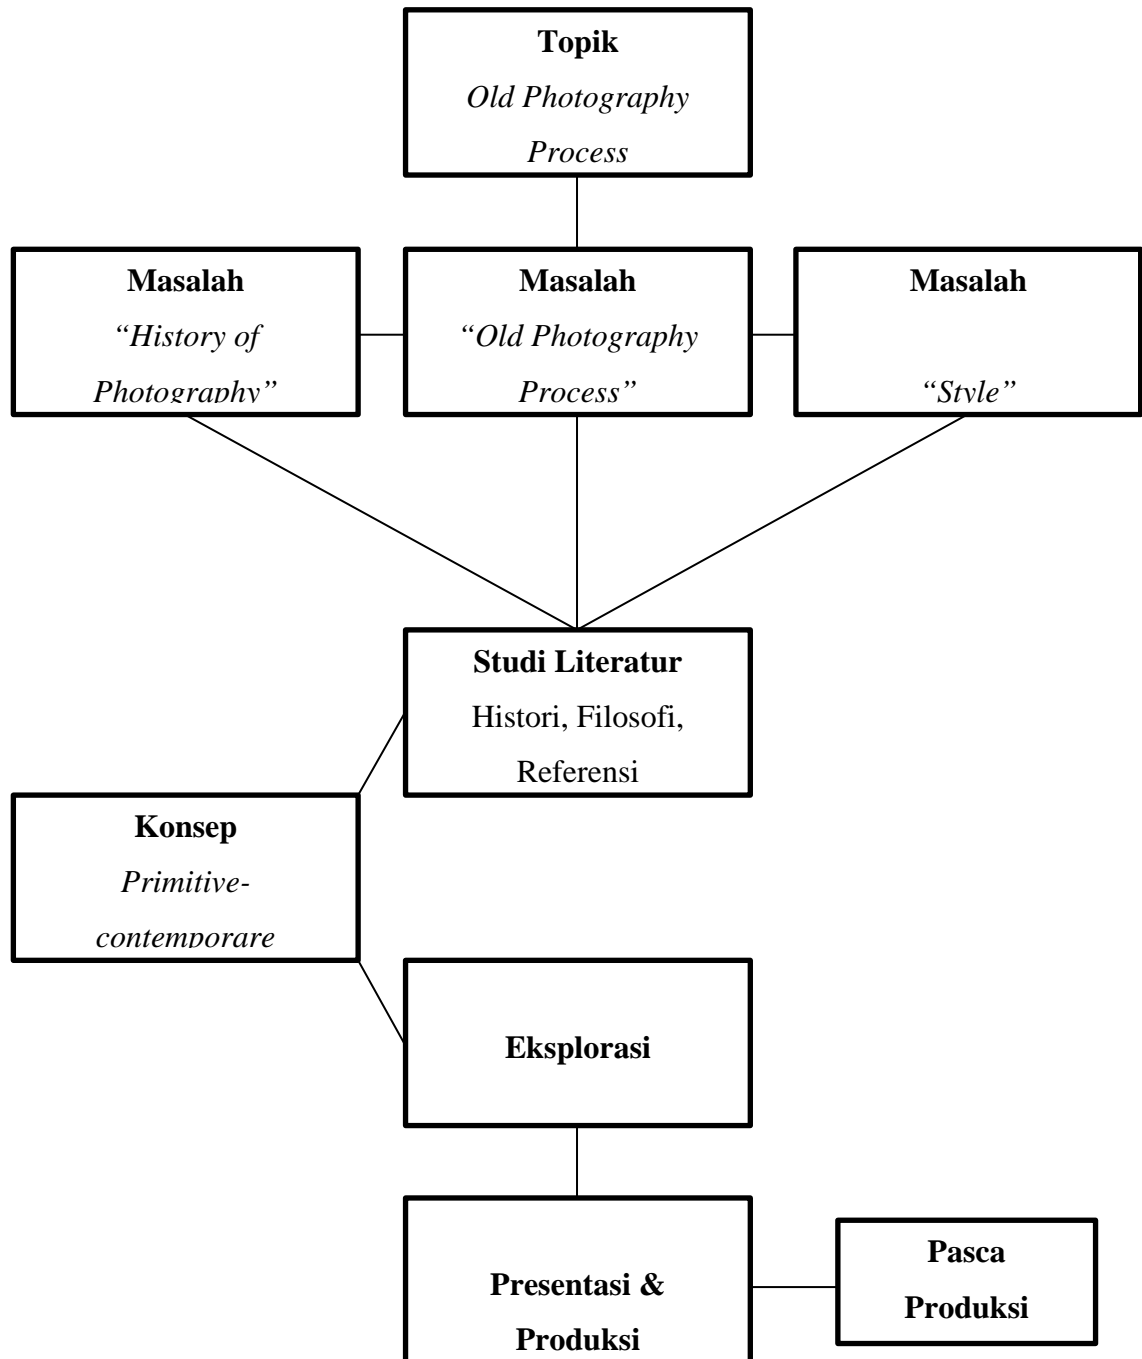 Topik
Old Photography
Process
Masalah
“History of
Photography”
Masalah
“Old Photography
Process”
Masalah
“Style”
Studi Literatur
Histori, Filosofi,
Referensi
Konsep
Primitive-
contemporare
Eksplorasi
Presentasi &
Produksi
Pasca
Produksi